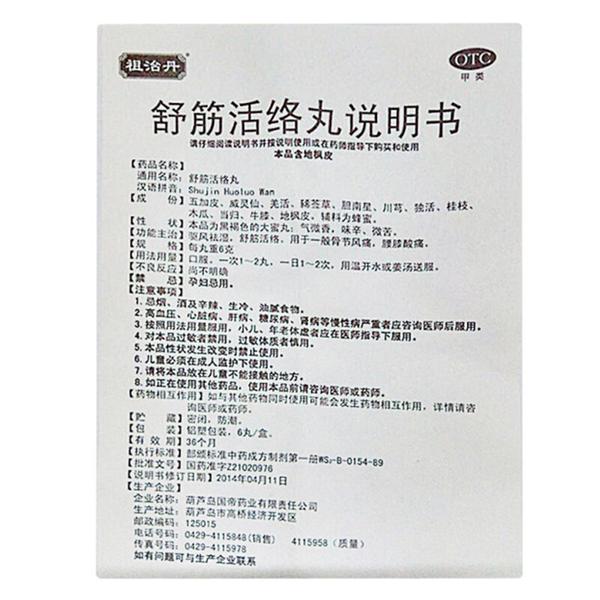 祖治丹
OTC
甲类
舒筋活络丸说明书
请仔细阅读说明书并按说明使用或在药师指导下购买和使用
本品含地枫皮
【药品名称】
通用名称：舒筋活络丸
汉语拼音：Shujin Huoluo Wan
【成　份】五加皮、威灵仙、羌活、豨莶草、胆南星、川芎、独活、桂枝、
木瓜、当归、牛膝、地枫皮，辅料为蜂蜜。
【性　状】本品为黑褐色的大蜜丸；气微香，味辛、微苦。
【功能主治】驱风祛湿，舒筋活络。用于一般骨节风痛，腰膝酸痛。
【规　格】每丸重6克
【用法用量】口服。一次1～2丸，一日1～2次，用温开水或姜汤送服。
【不良反应】尚不明确
【禁　忌】孕妇忌用。
【注意事项】
1.忌烟、酒及辛辣、生冷、油腻食物。
2.高血压、心脏病、肝病、糖尿病、肾病等慢性病严重者应咨询医师后服用。
3.按照用法用量服用，小儿、年老体虚者应在医师指导下服用。
4.对本品过敏者禁用，过敏体质者慎用。
5.本品性状发生改变时禁止使用。
6.儿童必须在成人监护下使用。
7.请将本品放在儿童不能接触的地方。
8.如正在使用其他药品，使用本品前请咨询医师或药师。
【药物相互作用】如与其他药物同时使用可能会发生药物相互作用，详情请咨
询医师或药师。
【贮　藏】密闭，防潮。
【包　装】铝塑包装，6丸/盒。
【有 效 期】36个月
【执行标准】部颁标准中药成方制剂第一册WS₃-B-0154-89
【批准文号】国药准字Z21020976
【说明书修订日期】2014年04月11日
【生产企业】
企业名称：葫芦岛国帝药业有限责任公司
生产地址：葫芦岛市高桥经济开发区
邮政编码：125015
电话号码：0429-4115848(销售) 4115958（质量）
传真号码：0429-4115978
如有问题可与生产企业联系